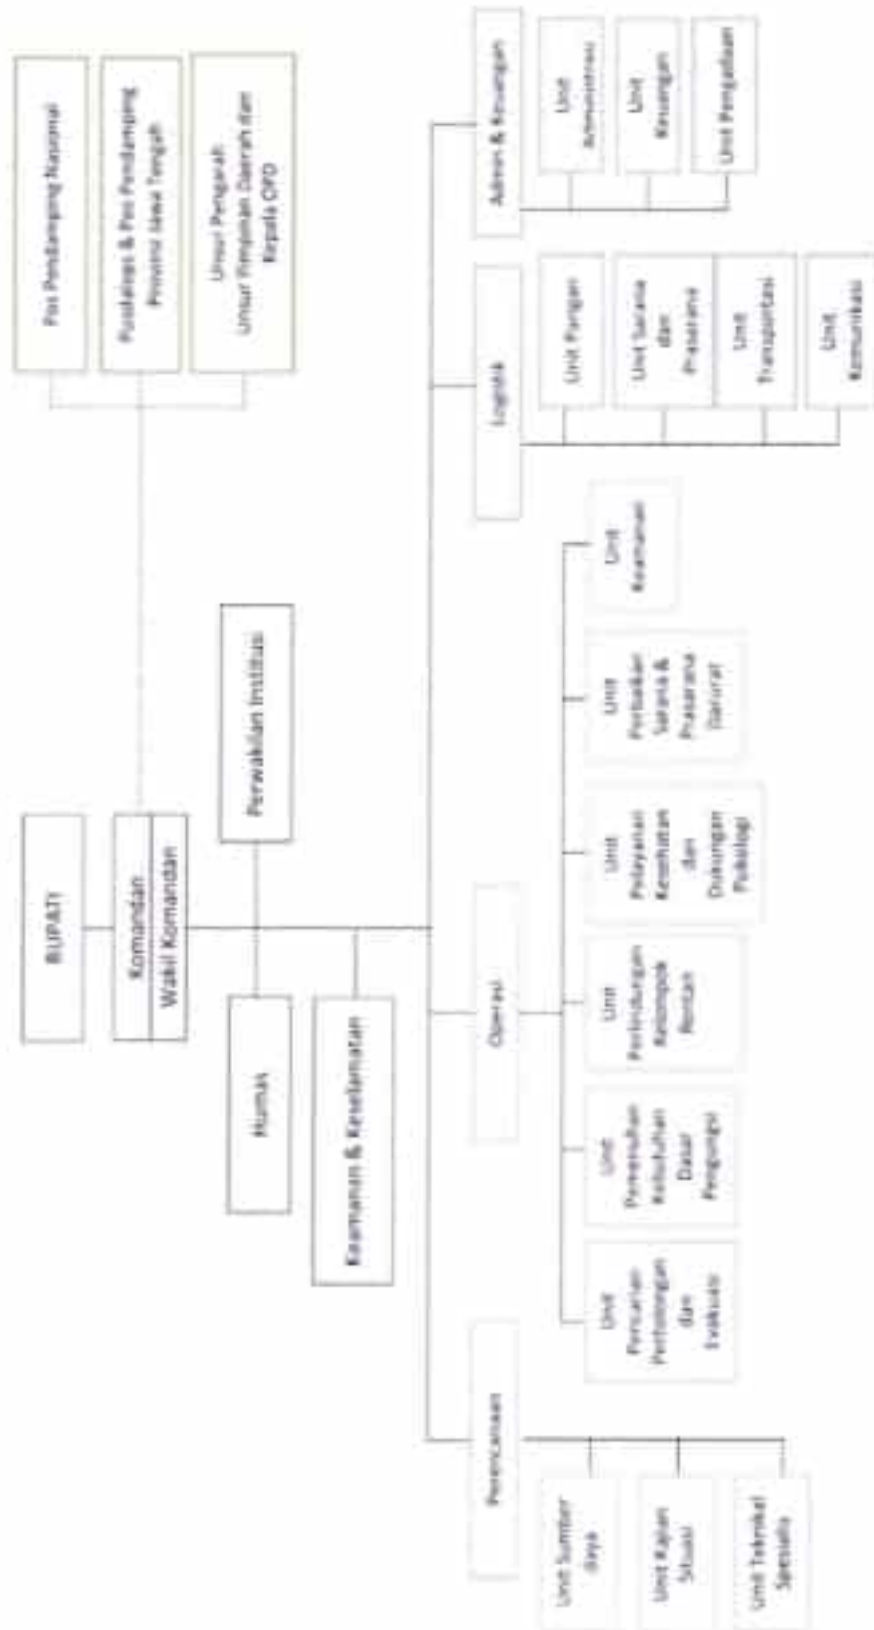 BUPATI
Komandan
Wakil Komandan
Pos Pendamping Nasional
Pusdalops & Pos Pendamping
Provinsi Jawa Tengah
Unsur Pengarah
Unsur Pimpinan Daerah dan
Kepala OPD
Humas
Perwakilan Institusi
Keamanan & Keselamatan
Perencanaan
Operasi
Logistik
Admin & Keuangan
Unit Sumber
daya
Unit Kajian
Situasi
Unit Teknikal
Spesialis
Unit
Pencarian
Pertolongan
dan
Evakuasi
Unit
Pemenuhan
Kebutuhan
Dasar
Pengungsi
Unit
Perlindungan
Kelompok
Rentan
Unit
Pelayanan
Kesehatan
dan
Dukungan
Psikologi
Unit
Perbaikan
Sarana &
Prasarana
Darurat
Unit
Keamanan
Unit Pangan
Unit Sarana
dan
Prasarana
Unit
Transportasi
Unit
Komunikasi
Unit
Administrasi
Unit
Keuangan
Unit Pengadaan